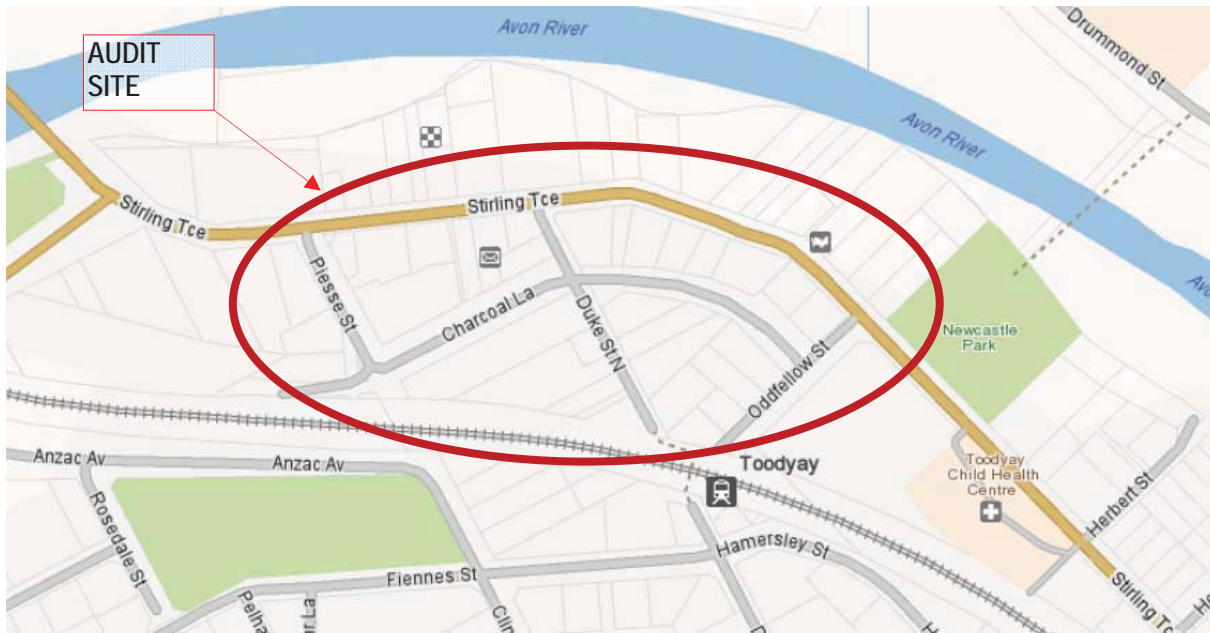 Avon River
Drummond St
AUDIT
SITE
Avon River
Stirling Tce
Stirling Tce
Piesse St
Charcoal La
Duke St N
Oddfellow St
Newcastle
Park
Anzac Av
Anzac Av
Toodyay
Toodyay
Child Health
Centre
Herbert St
Rosedale St
Hamersley St
Fiennes St
Stirling Tc